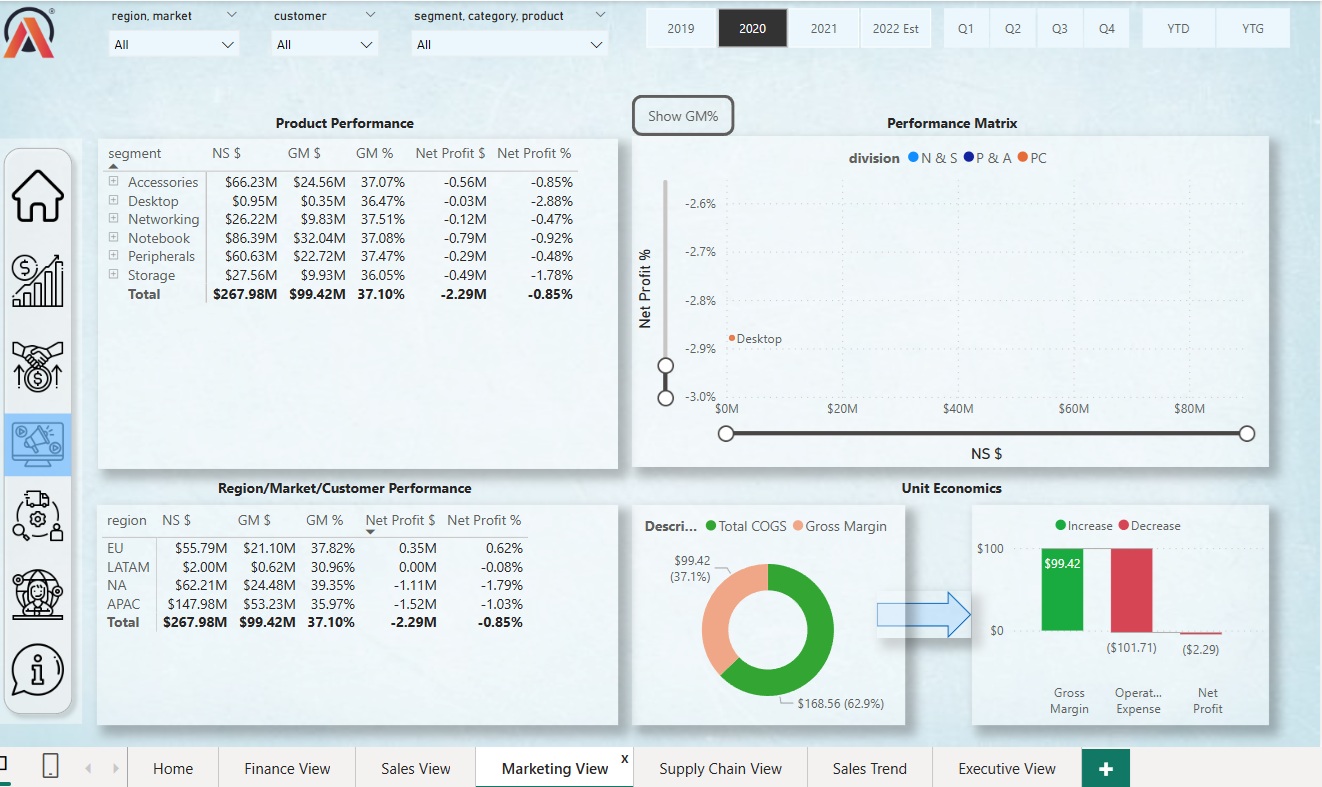 region, market customer segment, category, product 2019 2020 2021 2022 Est Q1 Q2 Q3 Q4 YTD YTG
All All All
Product Performance
segment NS $ GM $ GM % Net Profit $ Net Profit %
Accessories $66.23M $24.56M 37.07% -0.56M -0.85%
Desktop $0.95M $0.35M 36.47% -0.03M -2.88%
Networking $26.22M $9.83M 37.51% -0.12M -0.47%
Notebook $86.39M $32.04M 37.08% -0.79M -0.92%
Peripherals $60.63M $22.72M 37.47% -0.29M -0.48%
Storage $27.56M $9.93M 36.05% -0.49M -1.78%
Total $267.98M $99.42M 37.10% -2.29M -0.85%
Show GM%
Performance Matrix
division N & S P & A PC
Net Profit %
-2.6%
-2.7%
-2.8%
-2.9%
-3.0%
Desktop
$0M $20M $40M $60M $80M
NS $
Region/Market/Customer Performance
region NS $ GM $ GM % Net Profit $ Net Profit %
EU $55.79M $21.10M 37.82% 0.35M 0.62%
LATAM $2.00M $0.62M 30.96% 0.00M -0.08%
NA $62.21M $24.48M 39.35% -1.11M -1.79%
APAC $147.98M $53.23M 35.97% -1.52M -1.03%
Total $267.98M $99.42M 37.10% -2.29M -0.85%
Unit Economics
Descri... Total COGS Gross Margin
$99.42
(37.1%)
$168.56 (62.9%)
Increase Decrease
$100
$0
$99.42
($101.71)
($2.29)
Gross Operat... Net
Margin Expense Profit
Home Finance View Sales View Marketing View X Supply Chain View Sales Trend Executive View +